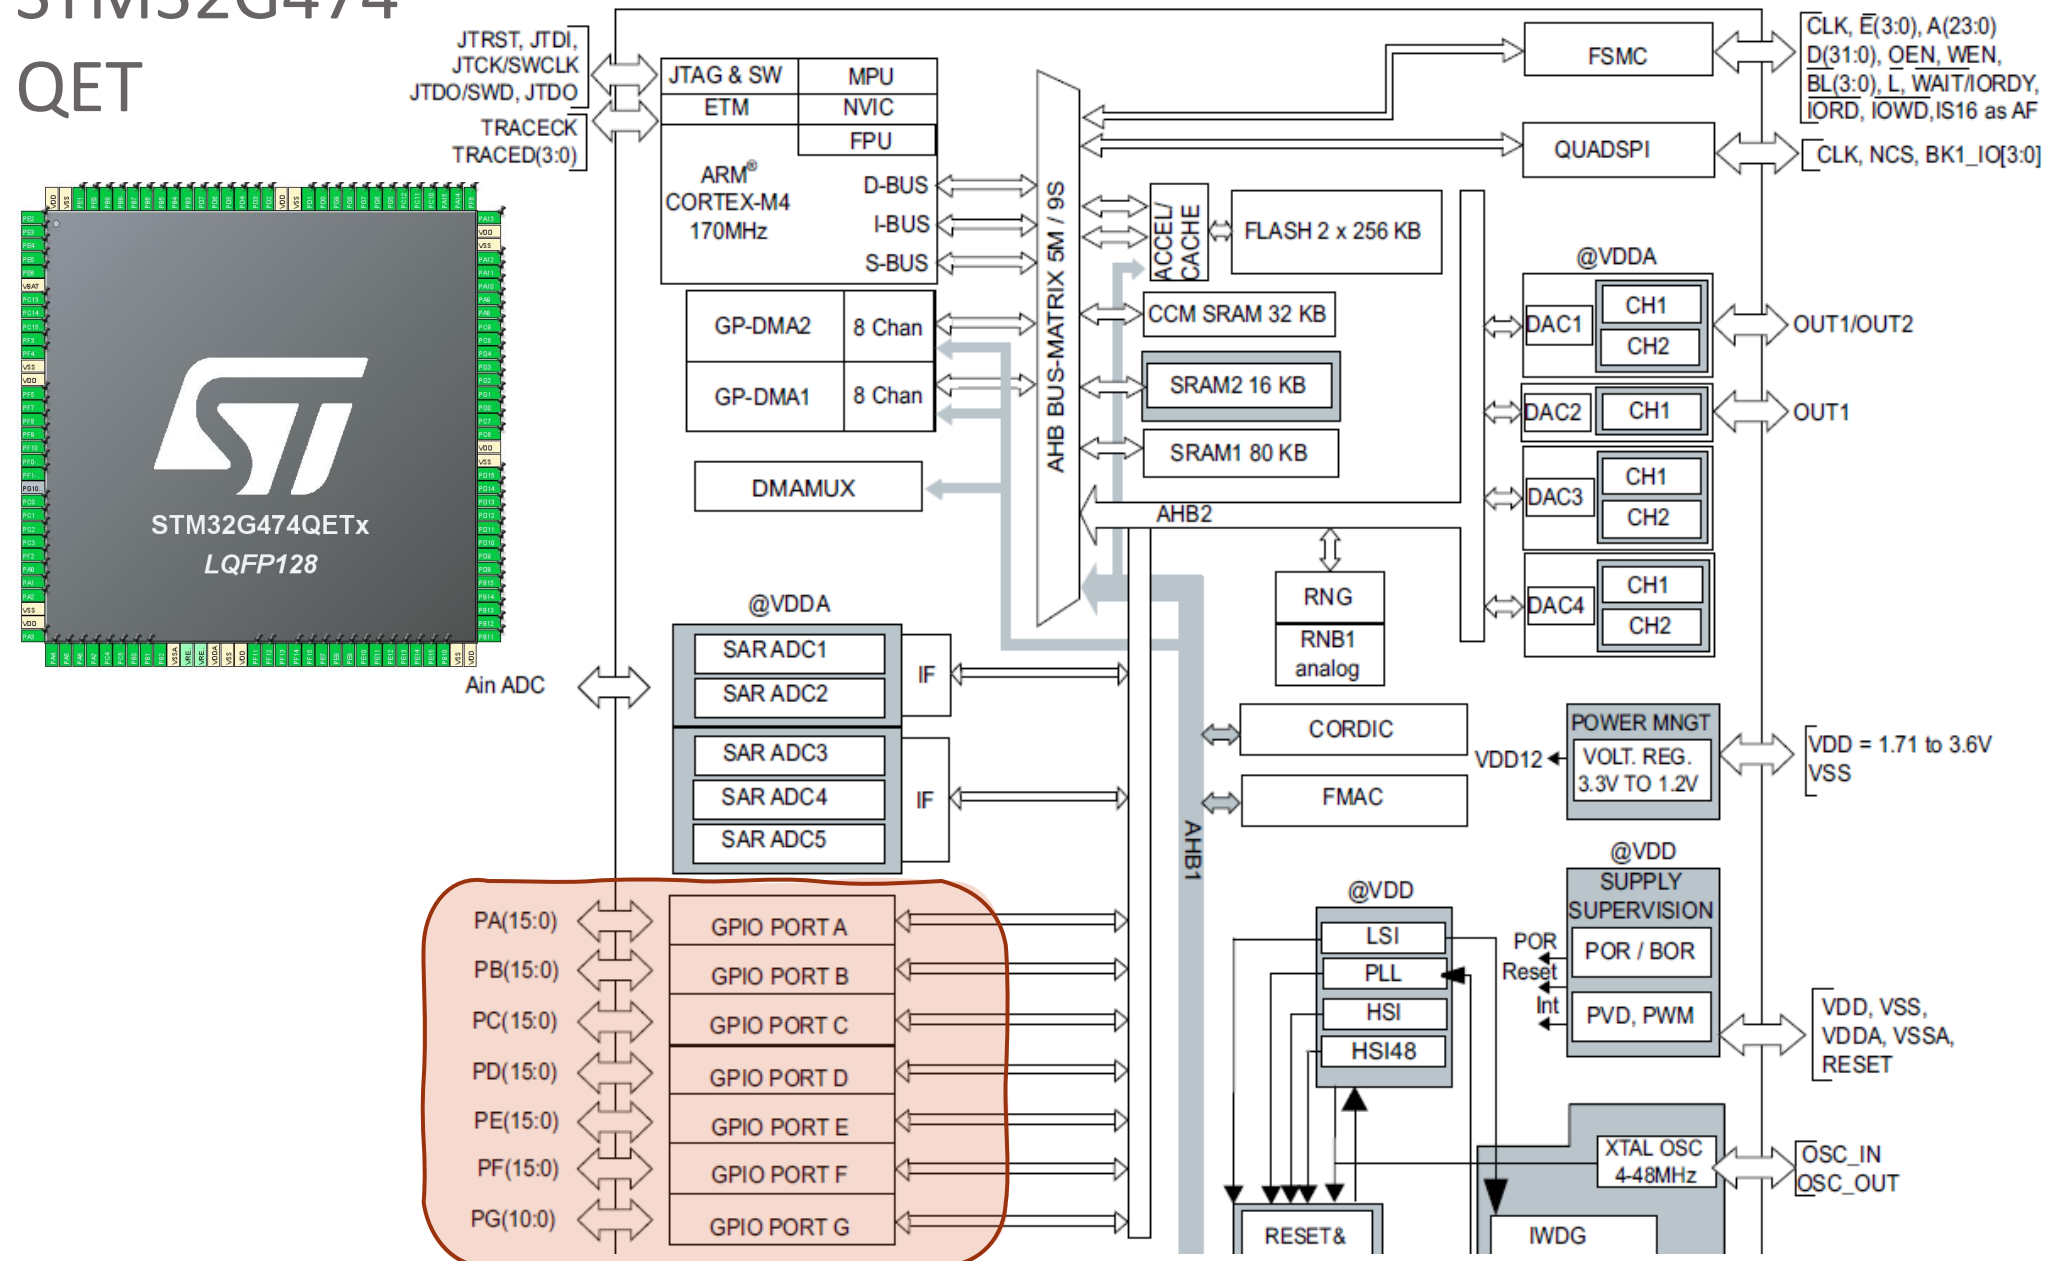 STM32G474
QET
JTRST, JTDI,
JTCK/SWCLK
JTDO/SWD, JTDO
TRACECK
TRACED(3:0)
JTAG & SW
MPU
ETM
NVIC
FPU
ARM®
CORTEX-M4
170MHz
D-BUS
I-BUS
S-BUS
GP-DMA2
8 Chan
GP-DMA1
8 Chan
DMAMUX
AHB BUS-MATRIX 5M / 9S
FSMC
CLK, E(3:0), A(23:0)
D(31:0), OEN, WEN,
BL(3:0), L, WAIT/IORDY,
IORD, IOWD,IS16 as AF
QUADSPI
CLK, NCS, BK1_IO[3:0]
ACCEL/
CACHE
FLASH 2 x 256 KB
CCM SRAM 32 KB
SRAM2 16 KB
SRAM1 80 KB
AHB2
RNG
RNB1
analog
@VDDA
DAC1
CH1
CH2
OUT1/OUT2
DAC2
CH1
OUT1
DAC3
CH1
CH2
DAC4
CH1
CH2
STM32G474QETx
LQFP128
@VDDA
SAR ADC1
SAR ADC2
IF
Ain ADC
SAR ADC3
SAR ADC4
SAR ADC5
IF
CORDIC
FMAC
AHB1
POWER MNGT
VDD12
VOLT. REG.
3.3V TO 1.2V
VDD = 1.71 to 3.6V
VSS
PA(15:0)
GPIO PORT A
PB(15:0)
GPIO PORT B
PC(15:0)
GPIO PORT C
PD(15:0)
GPIO PORT D
PE(15:0)
GPIO PORT E
PF(15:0)
GPIO PORT F
PG(10:0)
GPIO PORT G
@VDD
LSI
PLL
HSI
HSI48
@VDD
SUPPLY
SUPERVISION
POR
Reset
Int
POR / BOR
PVD, PWM
VDD, VSS,
VDDA, VSSA,
RESET
XTAL OSC
4-48MHz
OSC_IN
OSC_OUT
RESET&
IWDG